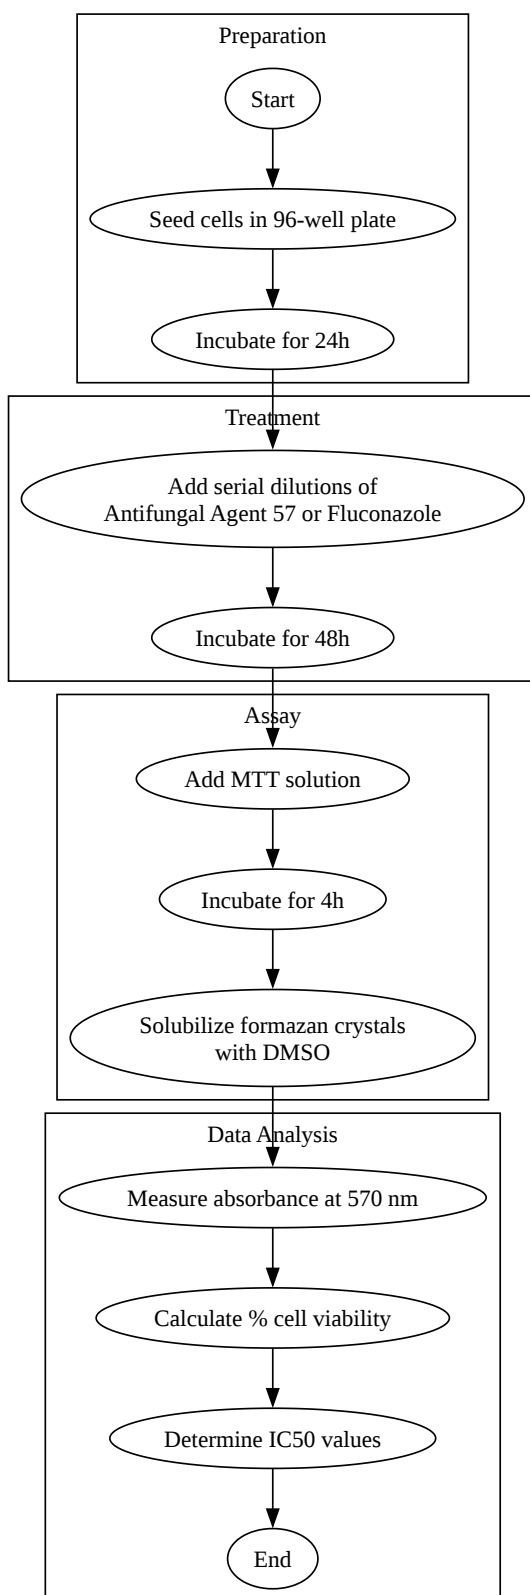 Preparation
Start
Seed cells in 96-well plate
Incubate for 24h
Treatment
Add serial dilutions of
Antifungal Agent 57 or Fluconazole
Incubate for 48h
Assay
Add MTT solution
Incubate for 4h
Solubilize formazan crystals
with DMSO
Data Analysis
Measure absorbance at 570 nm
Calculate % cell viability
Determine IC50 values
End